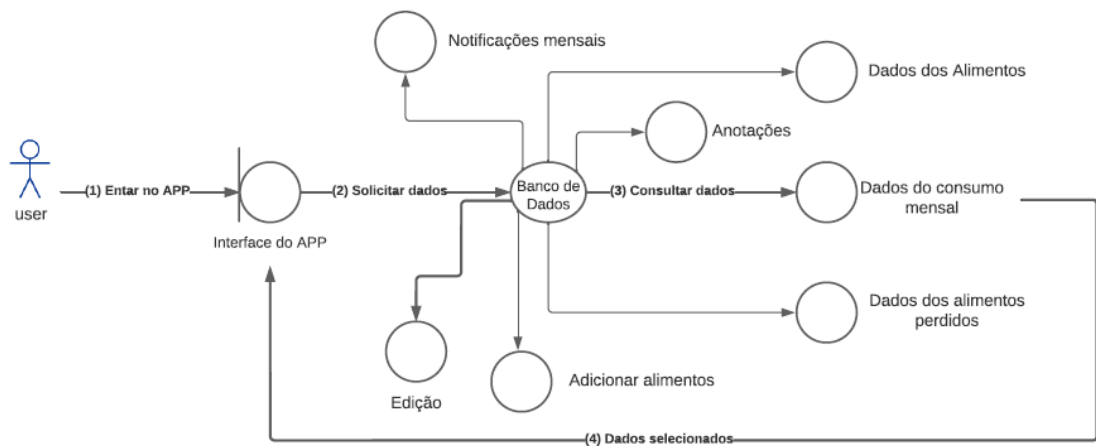 Notificações mensais
Dados dos Alimentos
Anotações
user
(1) Entar no APP
Interface do APP
(2) Solicitar dados
Banco de
Dados
(3) Consultar dados
Dados do consumo
mensal
Dados dos alimentos
perdidos
Edição
Adicionar alimentos
(4) Dados selecionados